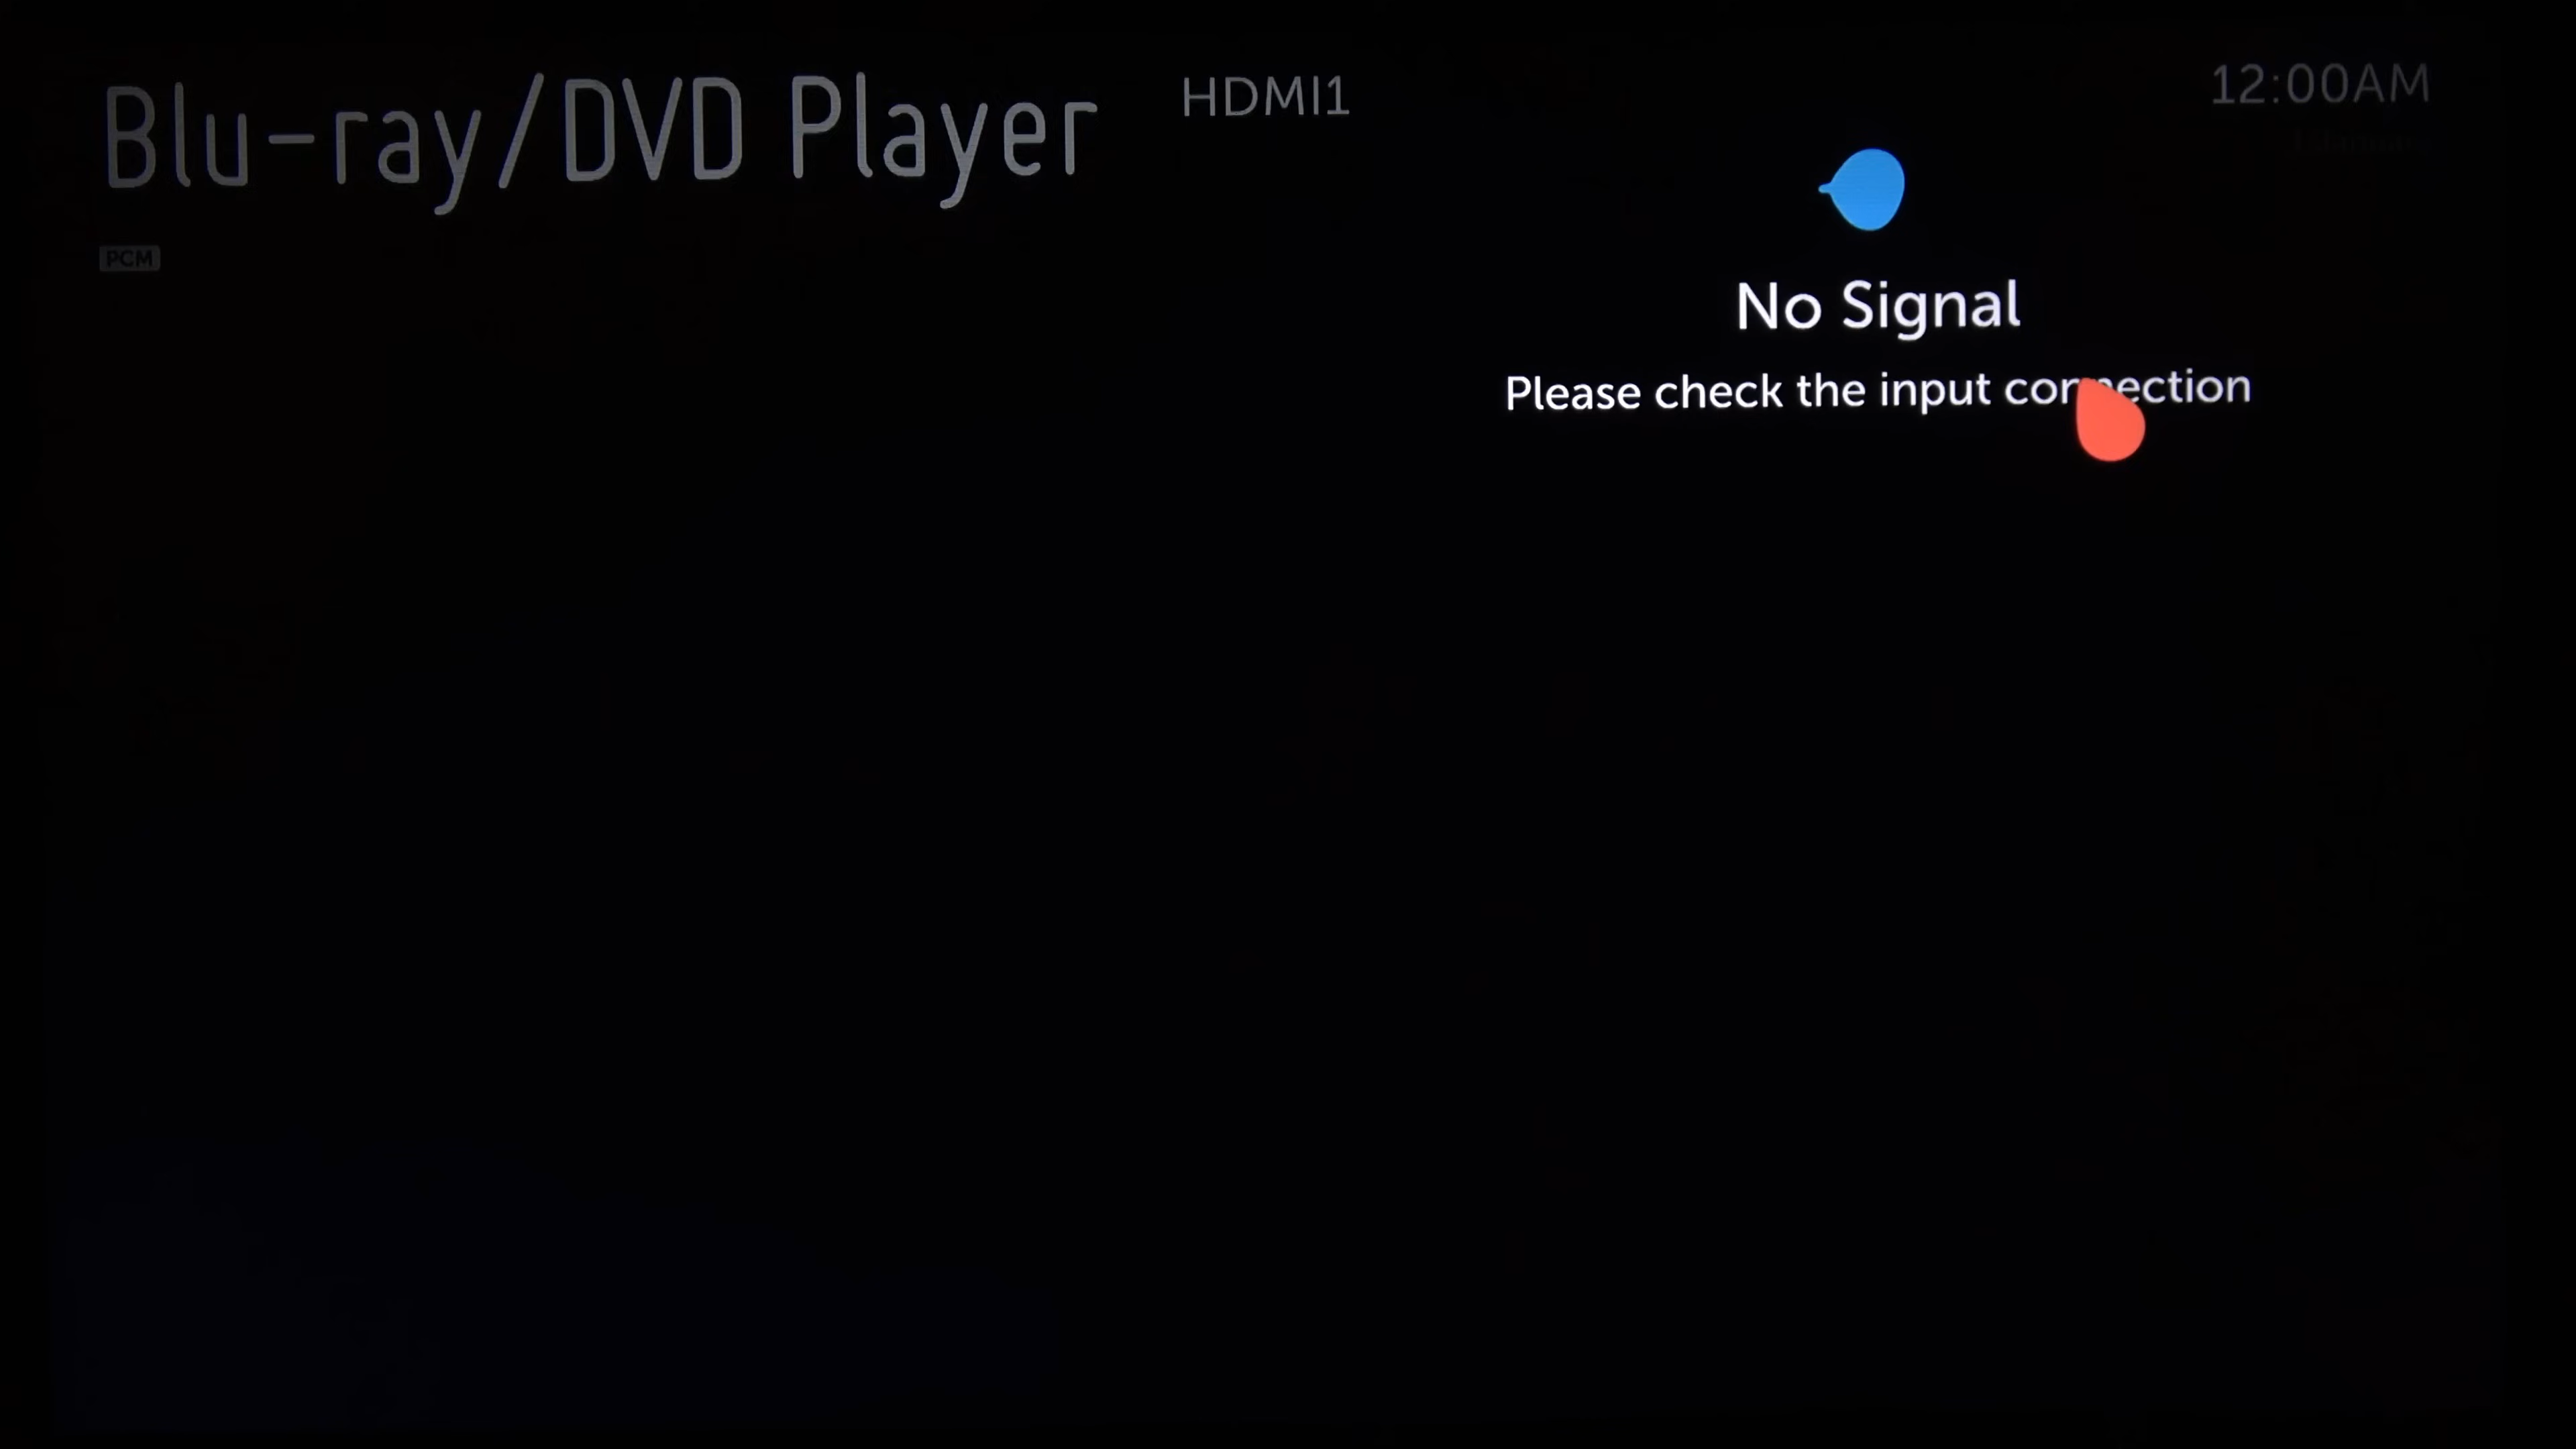 Blu-ray/DVD Player HDMI1
12:00AM
PCM
No Signal
Please check the input connection